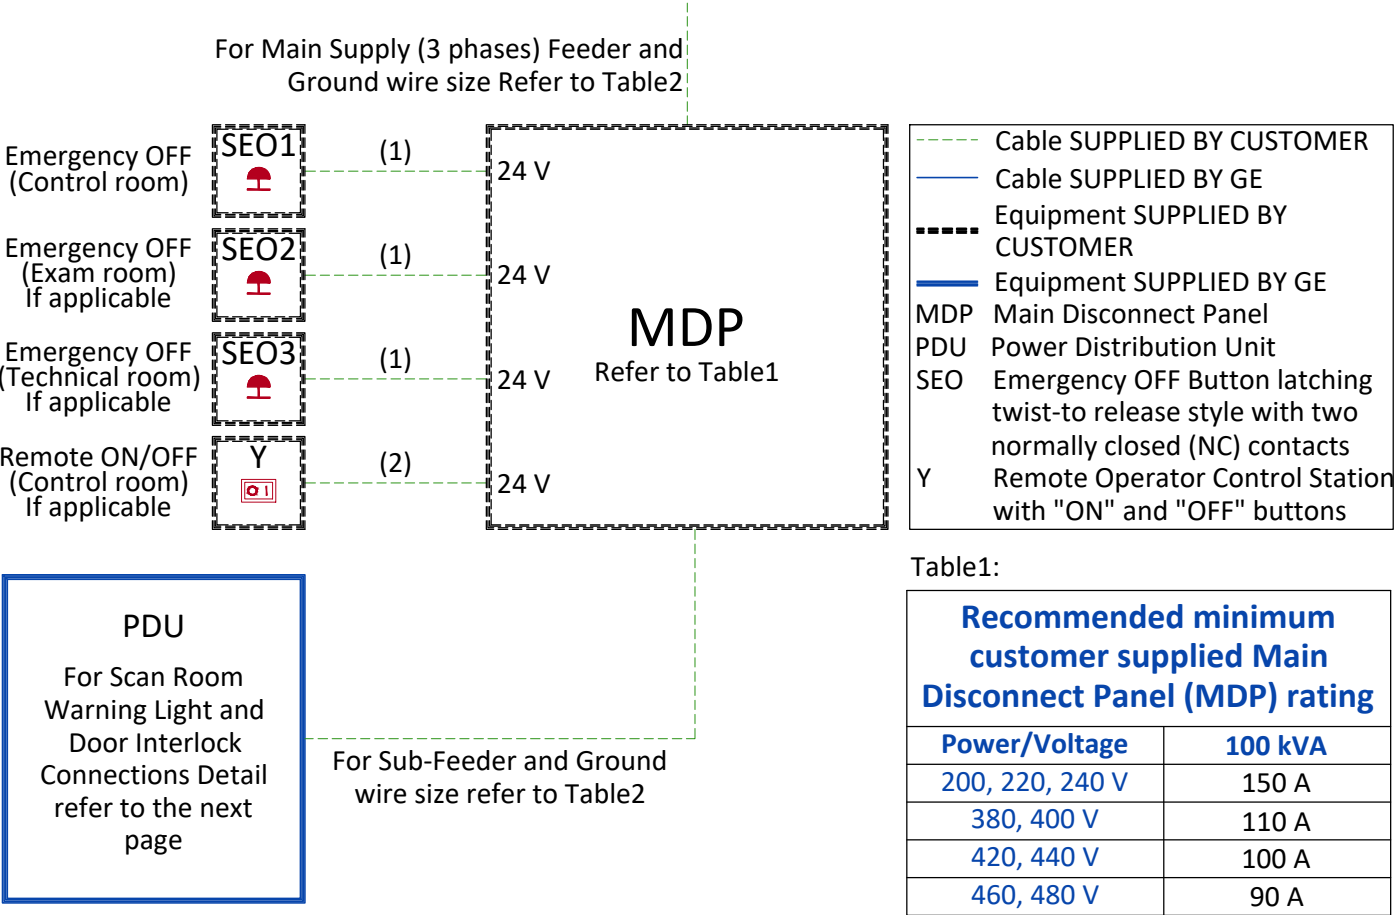 For Main Supply (3 phases) Feeder and
Ground wire size Refer to Table2
Emergency OFF
(Control room)
SEO1
(1)
24 V
Emergency OFF
(Exam room)
If applicable
SEO2
(1)
24 V
Emergency OFF
(Technical room)
If applicable
SEO3
(1)
24 V
Remote ON/OFF
(Control room)
If applicable
Y
(2)
24 V
MDP
Refer to Table1
Cable SUPPLIED BY CUSTOMER
Cable SUPPLIED BY GE
Equipment SUPPLIED BY
CUSTOMER
Equipment SUPPLIED BY GE
MDP Main Disconnect Panel
PDU Power Distribution Unit
SEO Emergency OFF Button latching
twist-to release style with two
normally closed (NC) contacts
Y Remote Operator Control Station
with "ON" and "OFF" buttons
PDU
For Scan Room
Warning Light and
Door Interlock
Connections Detail
refer to the next
page
For Sub-Feeder and Ground
wire size refer to Table2
Table1:
Recommended minimum
customer supplied Main
Disconnect Panel (MDP) rating
Power/Voltage 100 kVA
200, 220, 240 V 150 A
380, 400 V 110 A
420, 440 V 100 A
460, 480 V 90 A